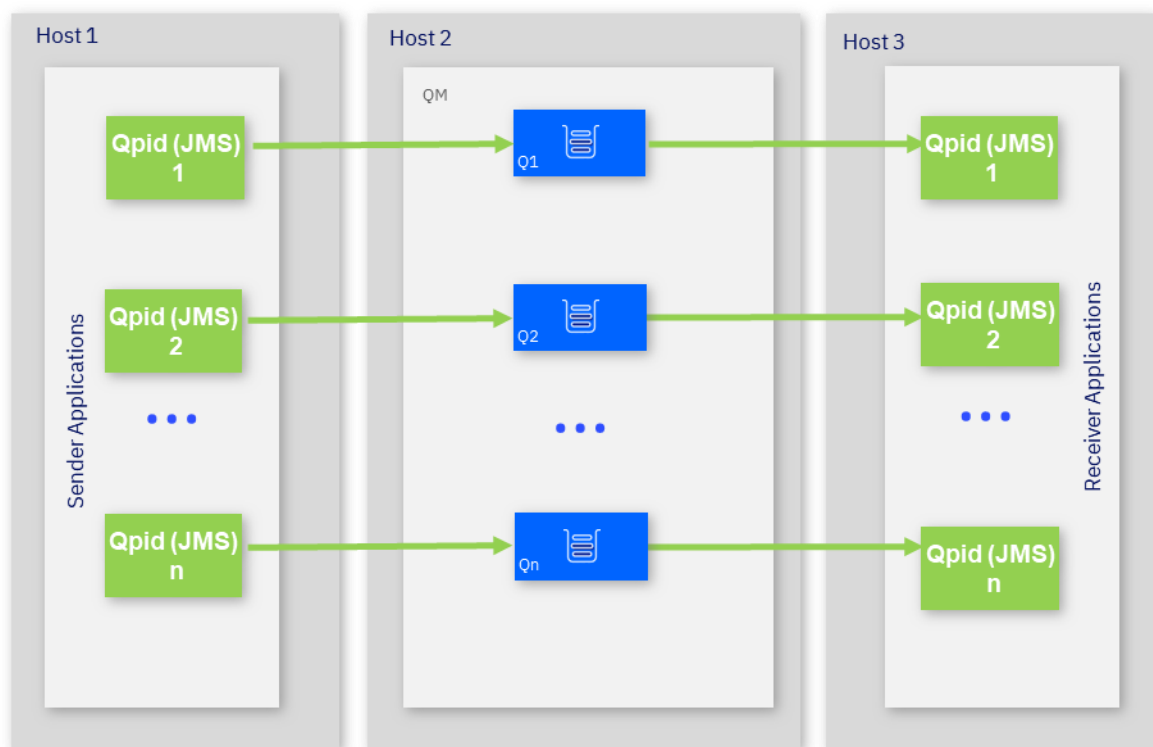 Host 1
Host 2
Host 3
QM
Sender Applications
Qpid (JMS)
1
Q1
Qpid (JMS)
1
Qpid (JMS)
2
Q2
Qpid (JMS)
2
Qpid (JMS)
n
Qn
Qpid (JMS)
n
Receiver Applications